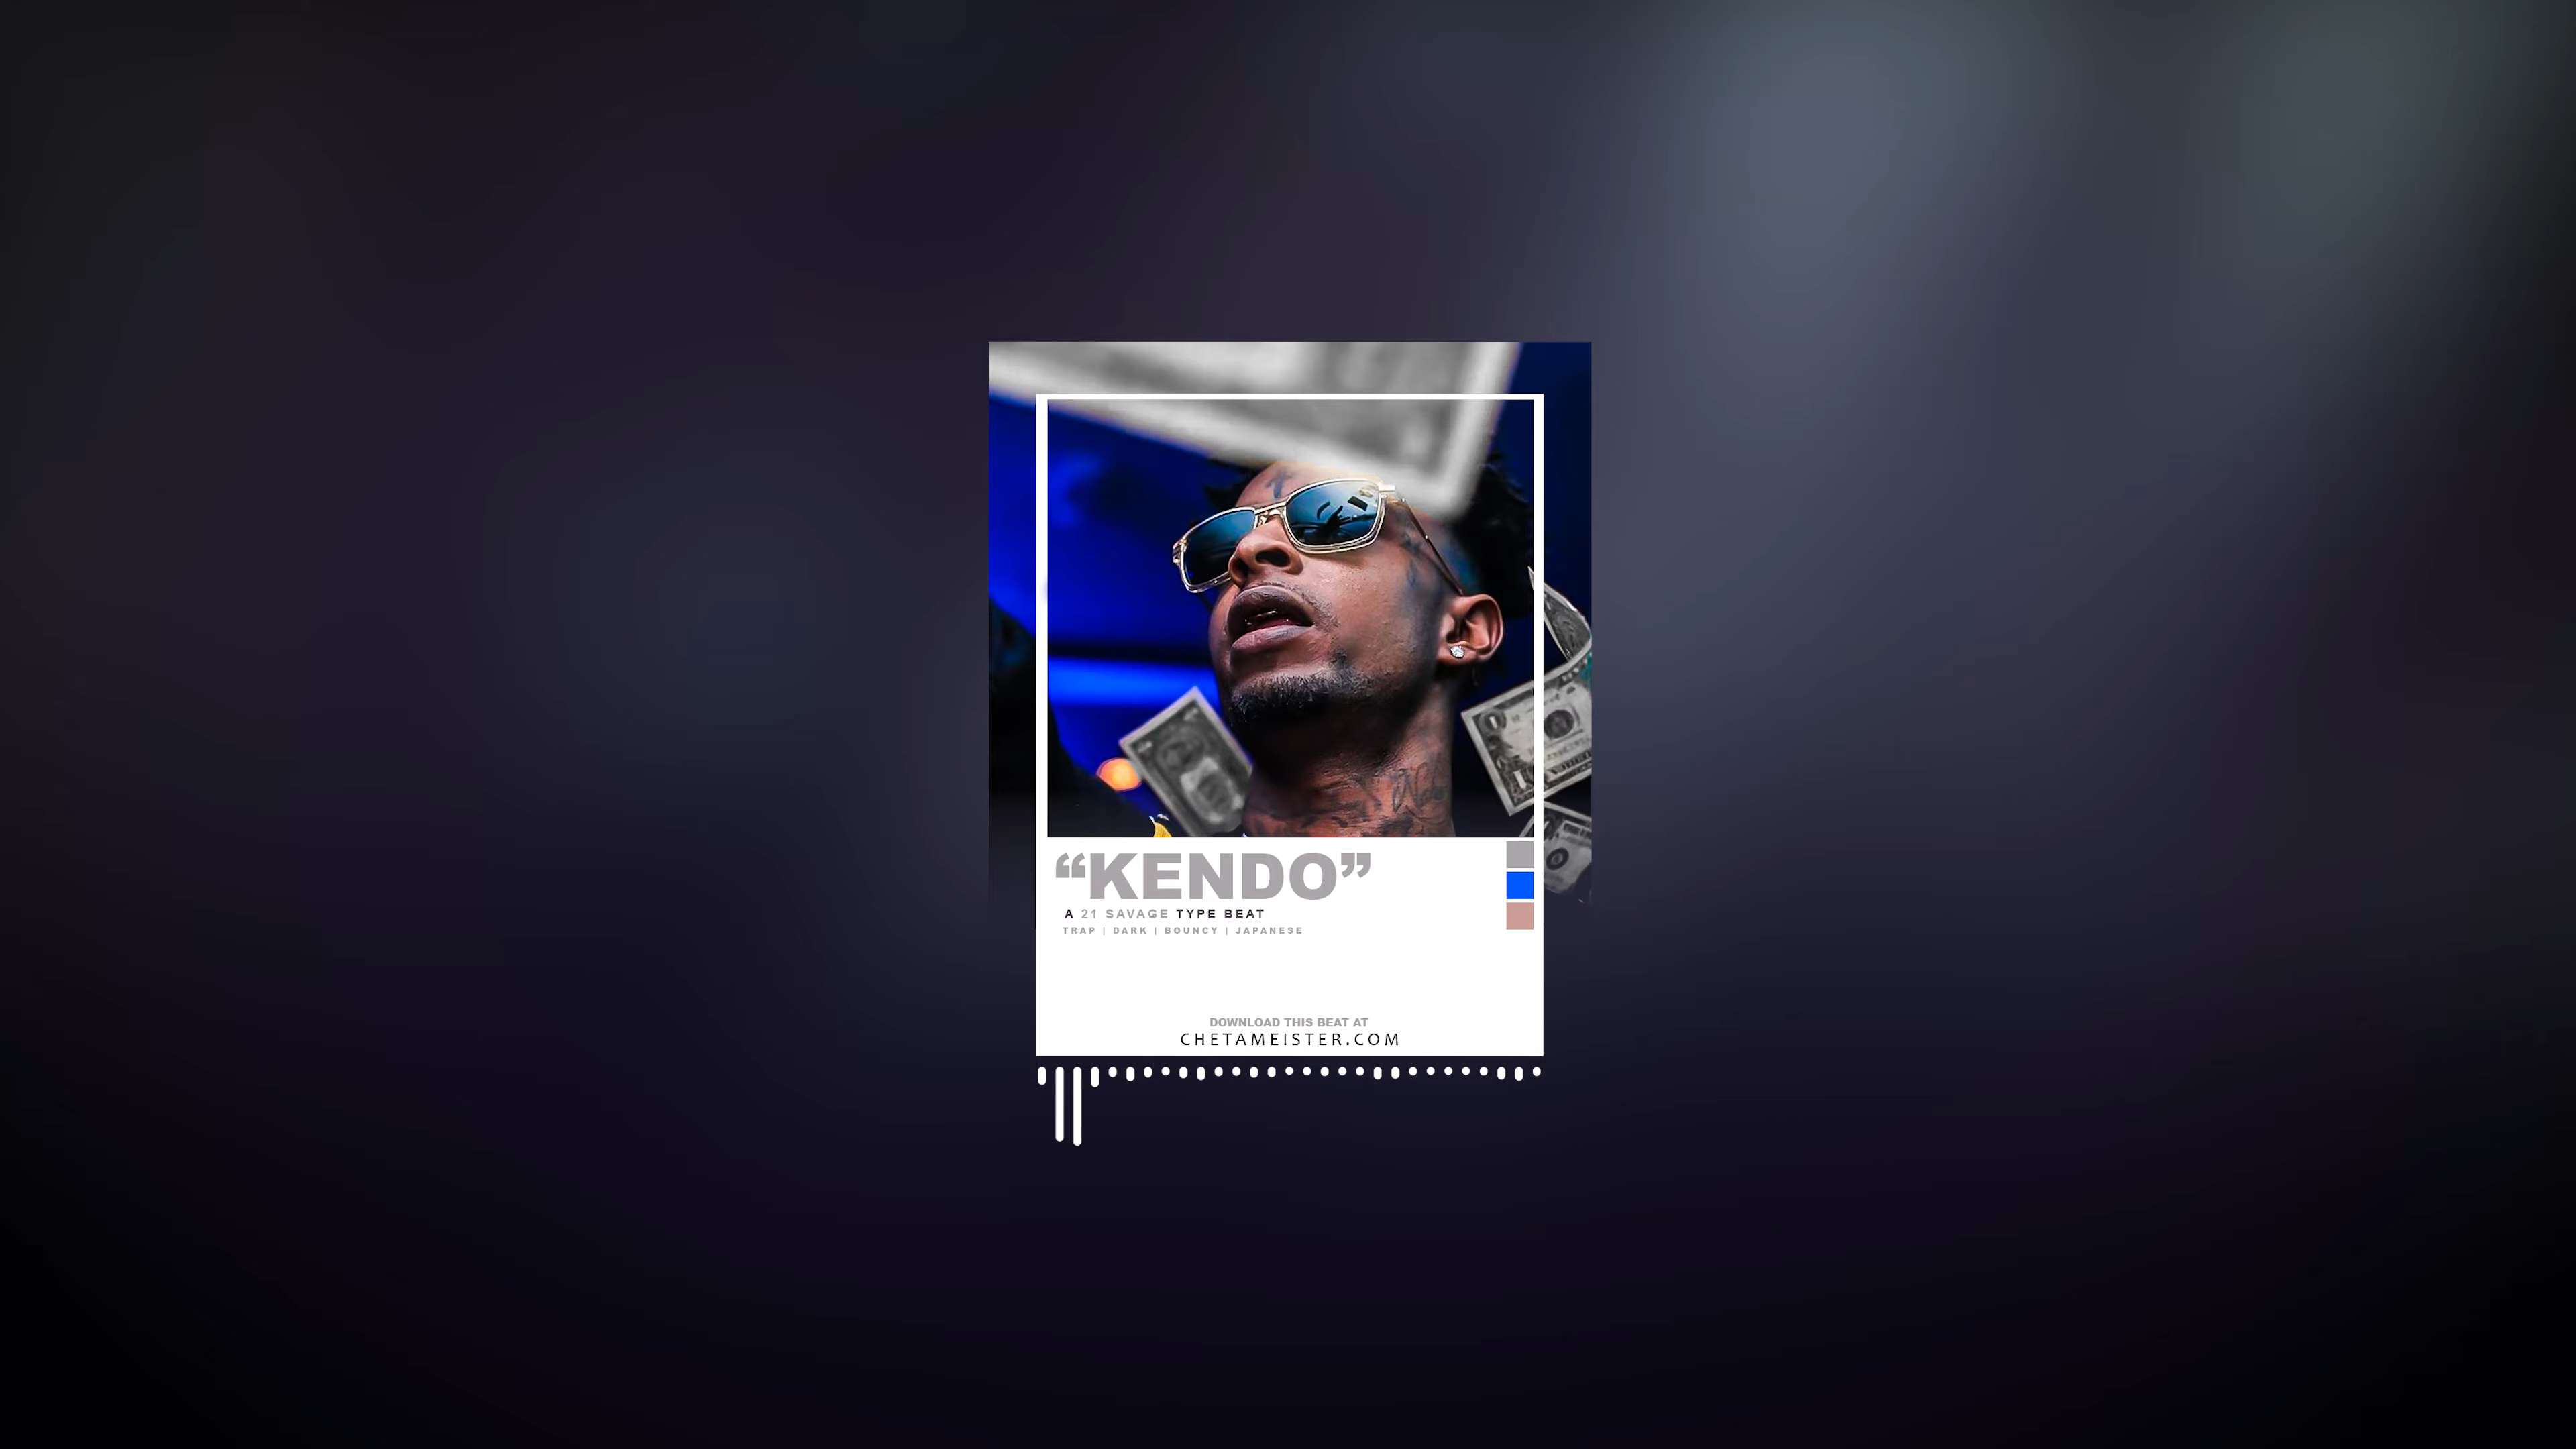 “KENDO”
A 21 SAVAGE TYPE BEAT
TRAP | DARK | BOUNCY | JAPANESE
DOWNLOAD THIS BEAT AT
CHETAMEISTER.COM